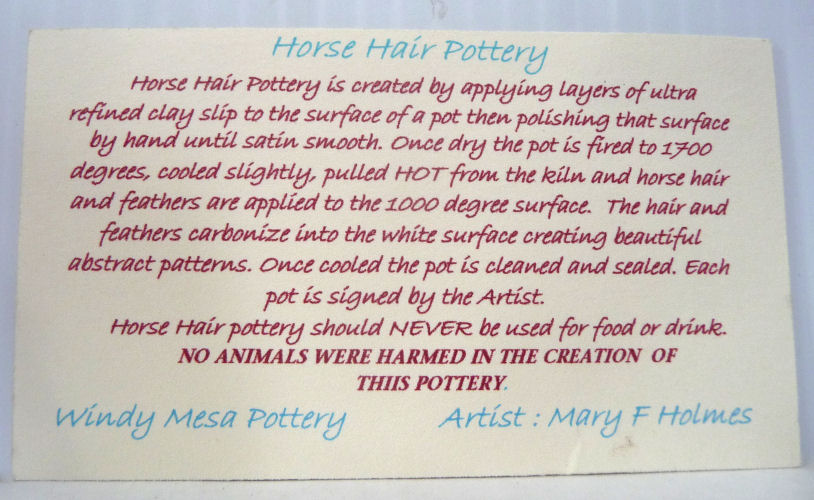 Horse Hair Pottery
Horse Hair Pottery is created by applying layers of ultra
refined clay slip to the surface of a pot then polishing that surface
by hand until satin smooth. Once dry the pot is fired to 1700
degrees, cooled slightly, pulled HOT from the kiln and horse hair
and feathers are applied to the 1000 degree surface. The hair and
feathers carbonize into the white surface creating beautiful
abstract patterns. Once cooled the pot is cleaned and sealed. Each
pot is signed by the Artist.
Horse Hair pottery should NEVER be used for food or drink.
NO ANIMALS WERE HARMED IN THE CREATION OF
THIIS POTTERY.
Windy Mesa Pottery Artist : Mary F Holmes